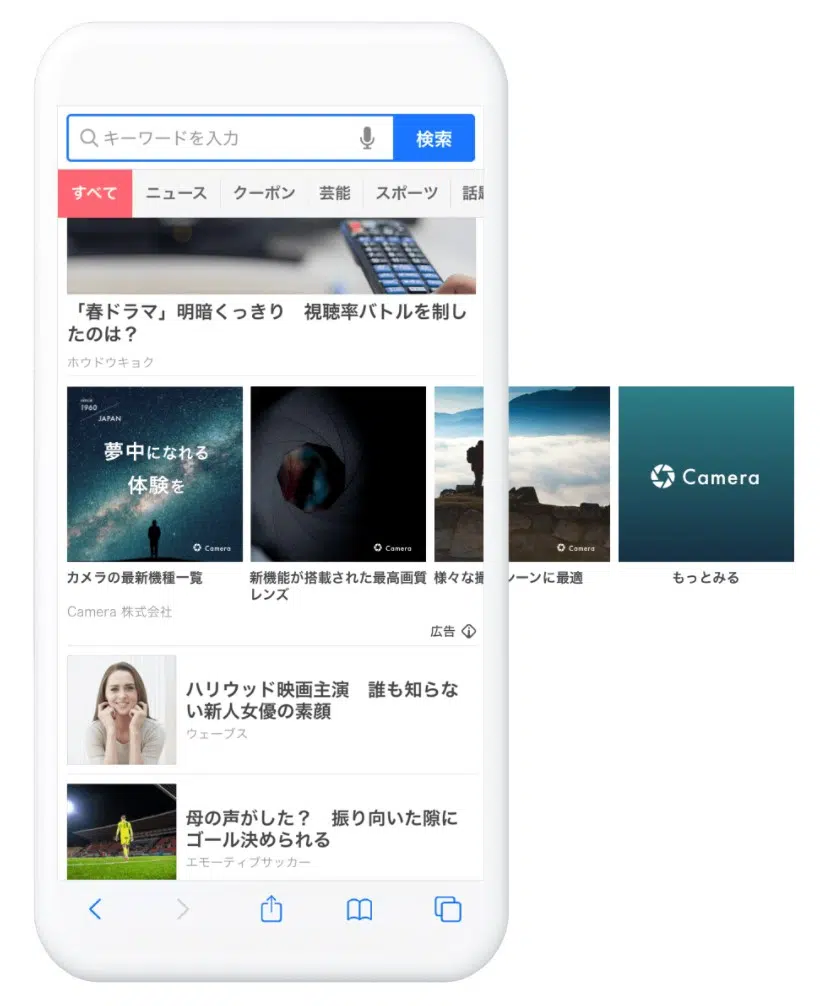 キーワードを入力
検索
すべて ニュース クーポン 芸能 スポーツ 話
「春ドラマ」明暗くっきり　視聴率バトルを制し
たのは？
ホウドウキョク
since
1960
JAPAN
夢中になれる
体験を
Camera
Camera
Camera
Camera
カメラの最新機種一覧
新機能が搭載された最高画質
レンズ
様々な撮
ーンに最適
もっとみる
Camera 株式会社
広告
ハリウッド映画主演　誰も知らな
い新人女優の素顔
ウェーブス
母の声がした？　振り向いた隙に
ゴール決められる
エモーティブサッカー